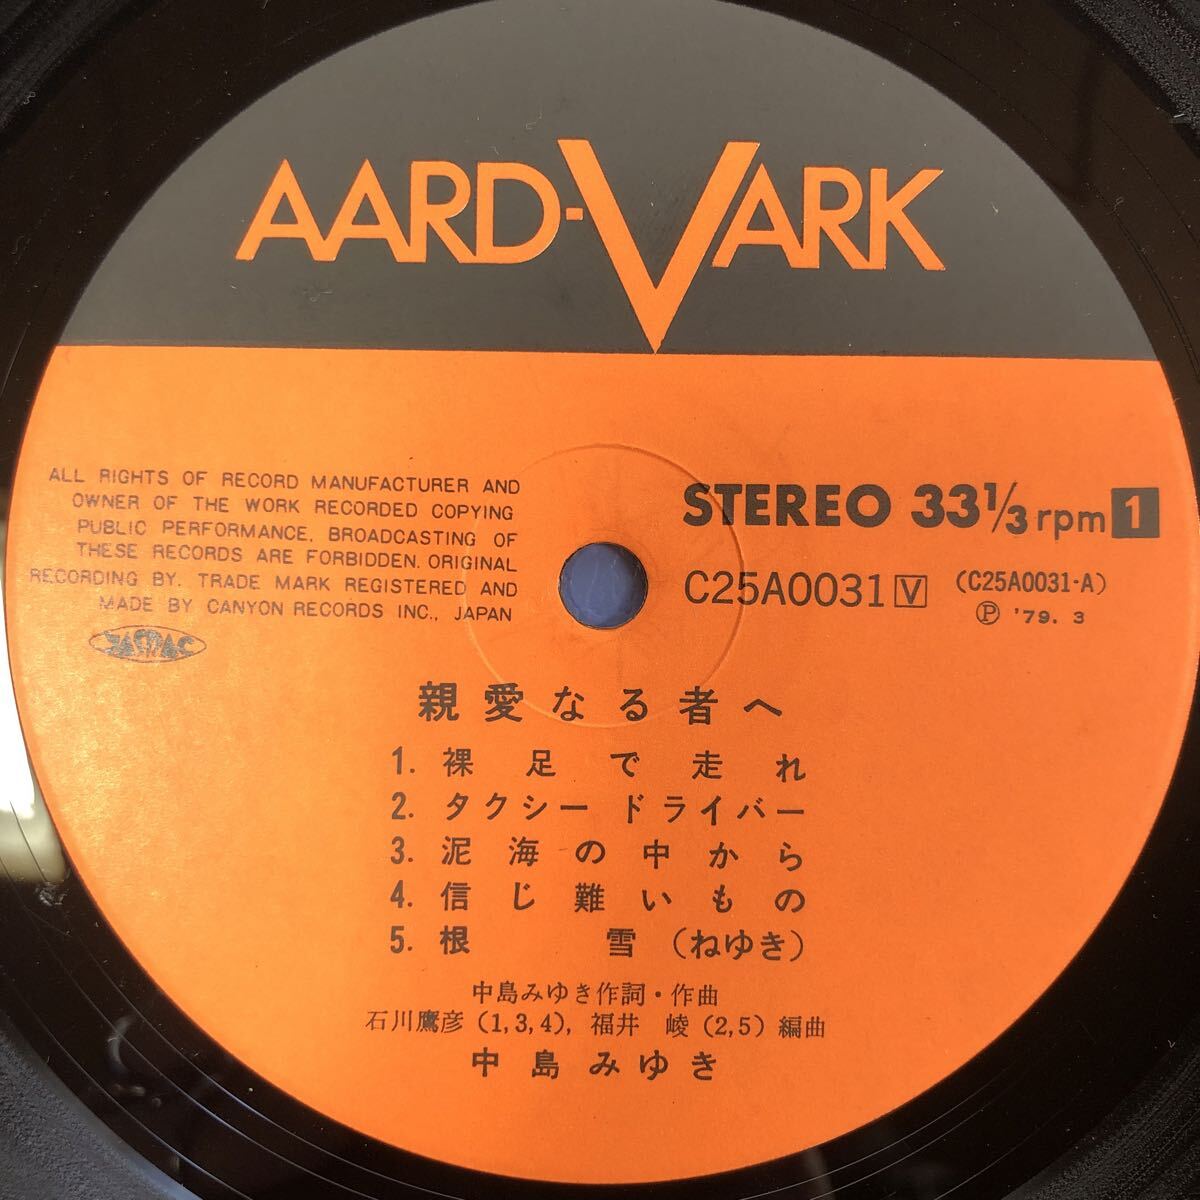 AARD-VARK
ALL RIGHTS OF RECORD MANUFACTURER AND
OWNER OF THE WORK RECORDED COPYING
PUBLIC PERFORMANCE, BROADCASTING OF
THESE RECORDS ARE FORBIDDEN. ORIGINAL
RECORDING BY. TRADE MARK REGISTERED AND
MADE BY CANYON RECORDS INC., JAPAN
JASRAC
STEREO 33 1/3 rpm 1
C25A0031 V (C25A0031-A)
Ⓟ '79. 3
親愛なる者へ
1. 裸足で走れ
2. タクシー ドライバー
3. 泥海の中から
4. 信じ難いもの
5. 根 雪 (ねゆき)
中島みゆき作詞・作曲
石川鷹彦 (1,3,4), 福井 崚 (2,5) 編曲
中島みゆき